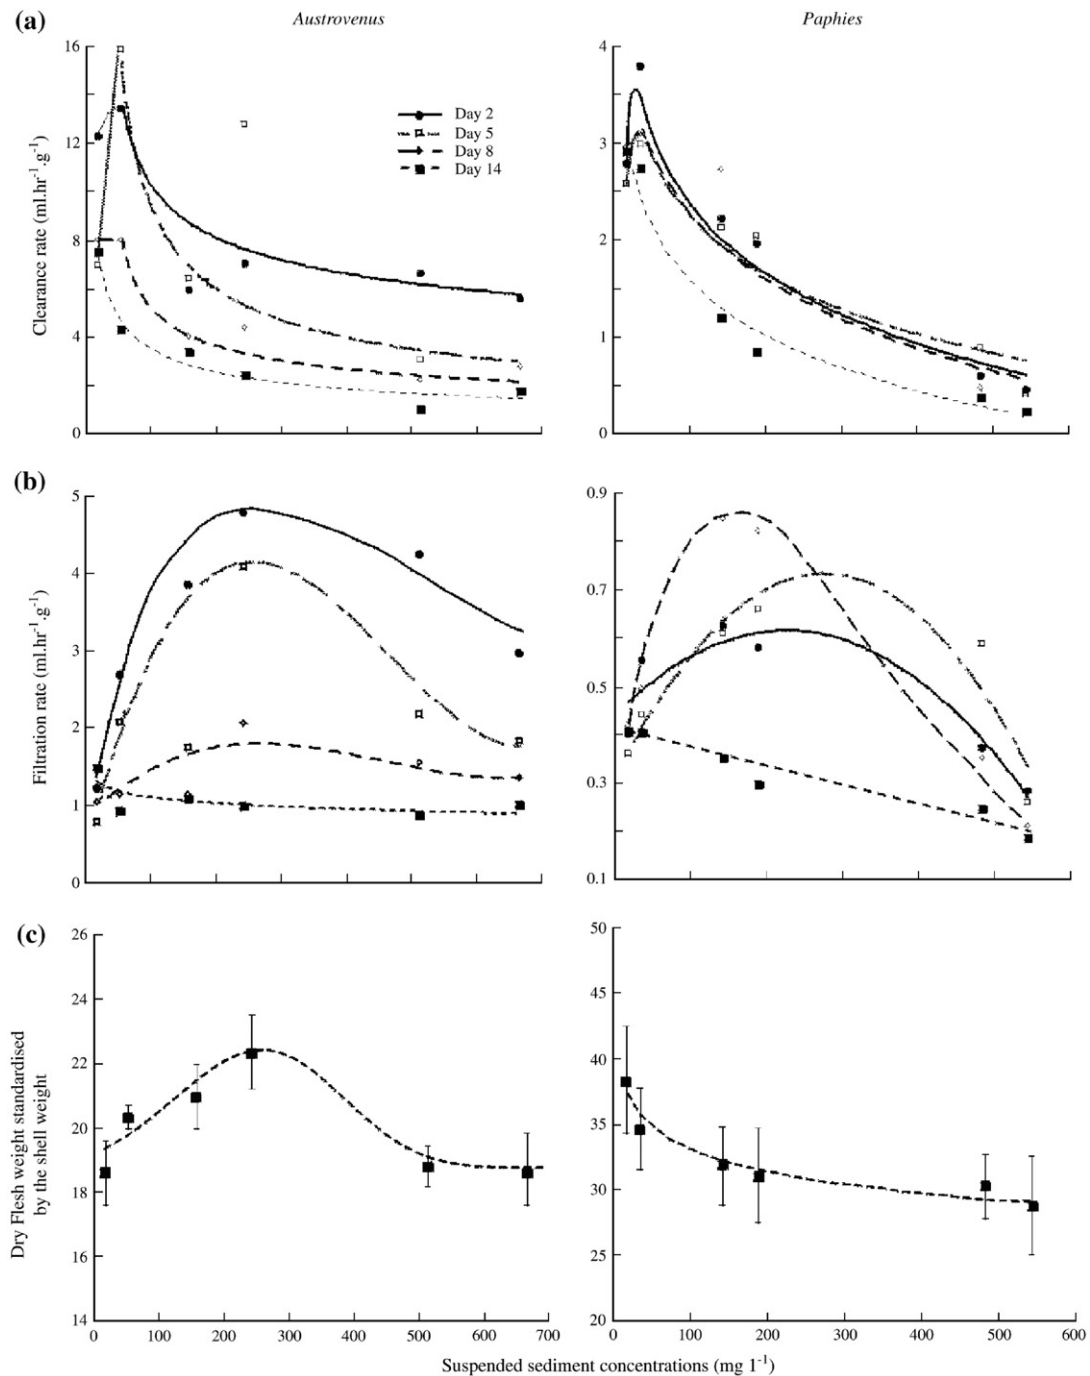 (a)
Austrovenus
Paphies
16
12
8
4
0
Clearance rate (ml.hr-1.g-1)
Day 2
Day 5
Day 8
Day 14
4
3
2
1
0
(b)
5
4
3
2
1
0
Filtration rate (ml.hr-1.g-1)
0.9
0.7
0.5
0.3
0.1
(c)
26
24
22
20
18
16
14
Dry Flesh weight standardised
by the shell weight
0 100 200 300 400 500 600 700
50
45
40
35
30
25
20
0 100 200 300 400 500 600
Suspended sediment concentrations (mg 1-1)